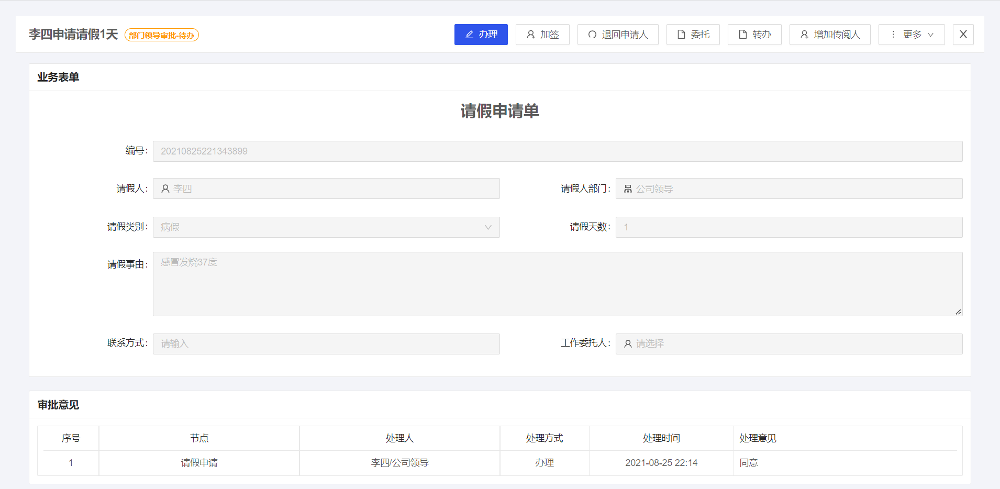 李四申请请假1天 部门领导审批-待办 办理 加签 退回申请人 委托 转办 增加传阅人 更多 X
业务表单
请假申请单
编号: 20210825221343899
请假人: 李四 请假人部门: 公司领导
请假类别: 病假 请假天数: 1
请假事由: 感冒发烧37度
联系方式: 请输入 工作委托人: 请选择
审批意见
序号 节点 处理人 处理方式 处理时间 处理意见
1 请假申请 李四/公司领导 办理 2021-08-25 22:14 同意